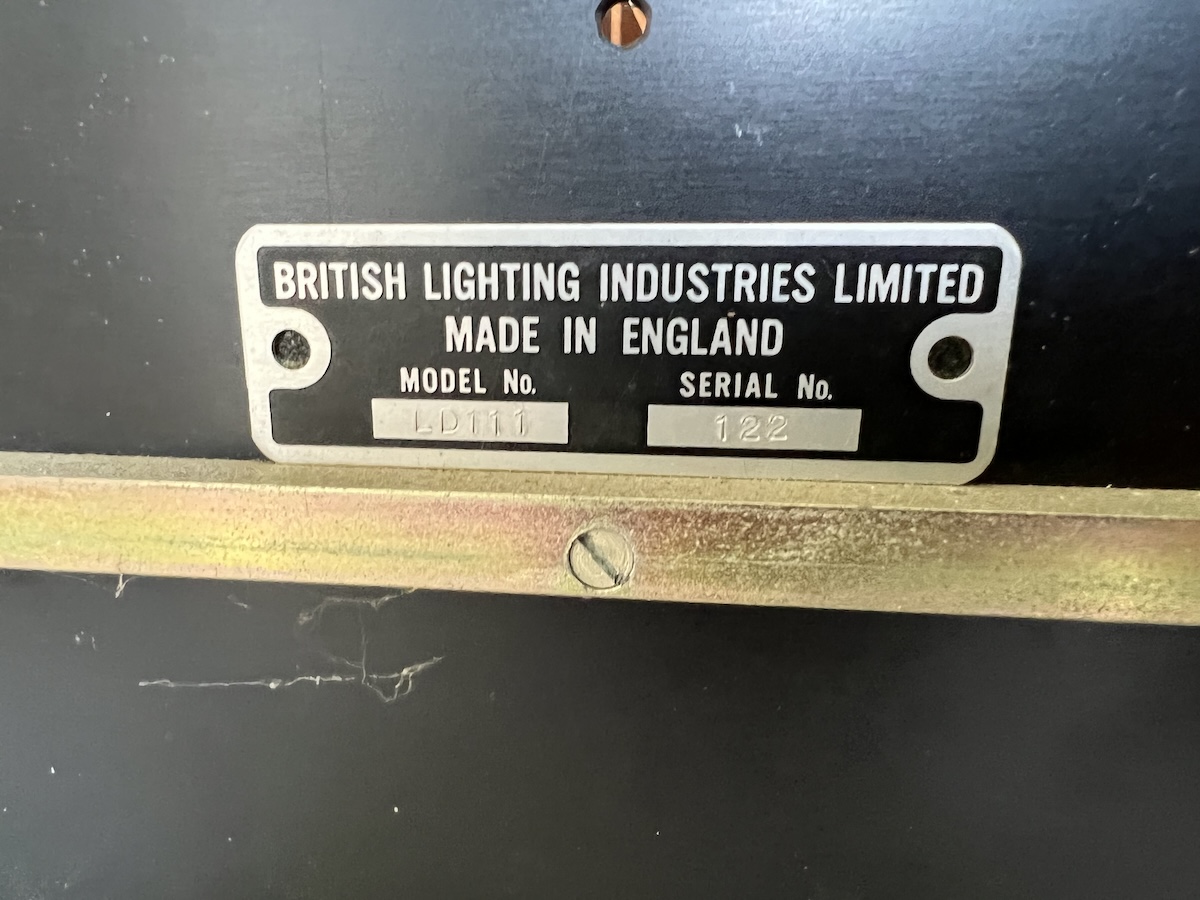 BRITISH LIGHTING INDUSTRIES LIMITED
MADE IN ENGLAND
MODEL No. SERIAL No.
LD111 122